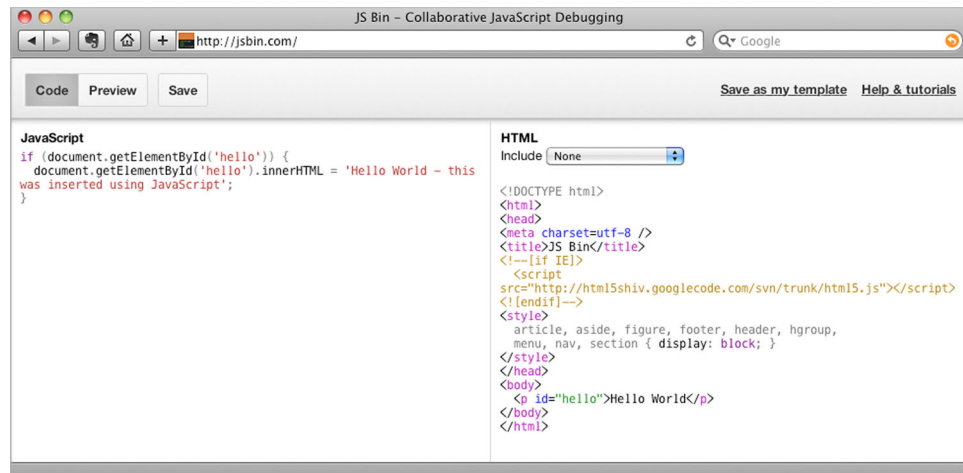 JS Bin – Collaborative JavaScript Debugging
http://jsbin.com/
Google
Code
Preview
Save
Save as my template
Help & tutorials
JavaScript
if (document.getElementById('hello')) {
  document.getElementById('hello').innerHTML = 'Hello World - this
was inserted using JavaScript';
}
HTML
Include None
<!DOCTYPE html>
<html>
<head>
<meta charset=utf-8 />
<title>JS Bin</title>
<!--[if IE]>
  <script
src="http://html5shiv.googlecode.com/svn/trunk/html5.js"></script>
<![endif]-->
<style>
  article, aside, figure, footer, header, hgroup,
  menu, nav, section { display: block; }
</style>
</head>
<body>
  <p id="hello">Hello World</p>
</body>
</html>